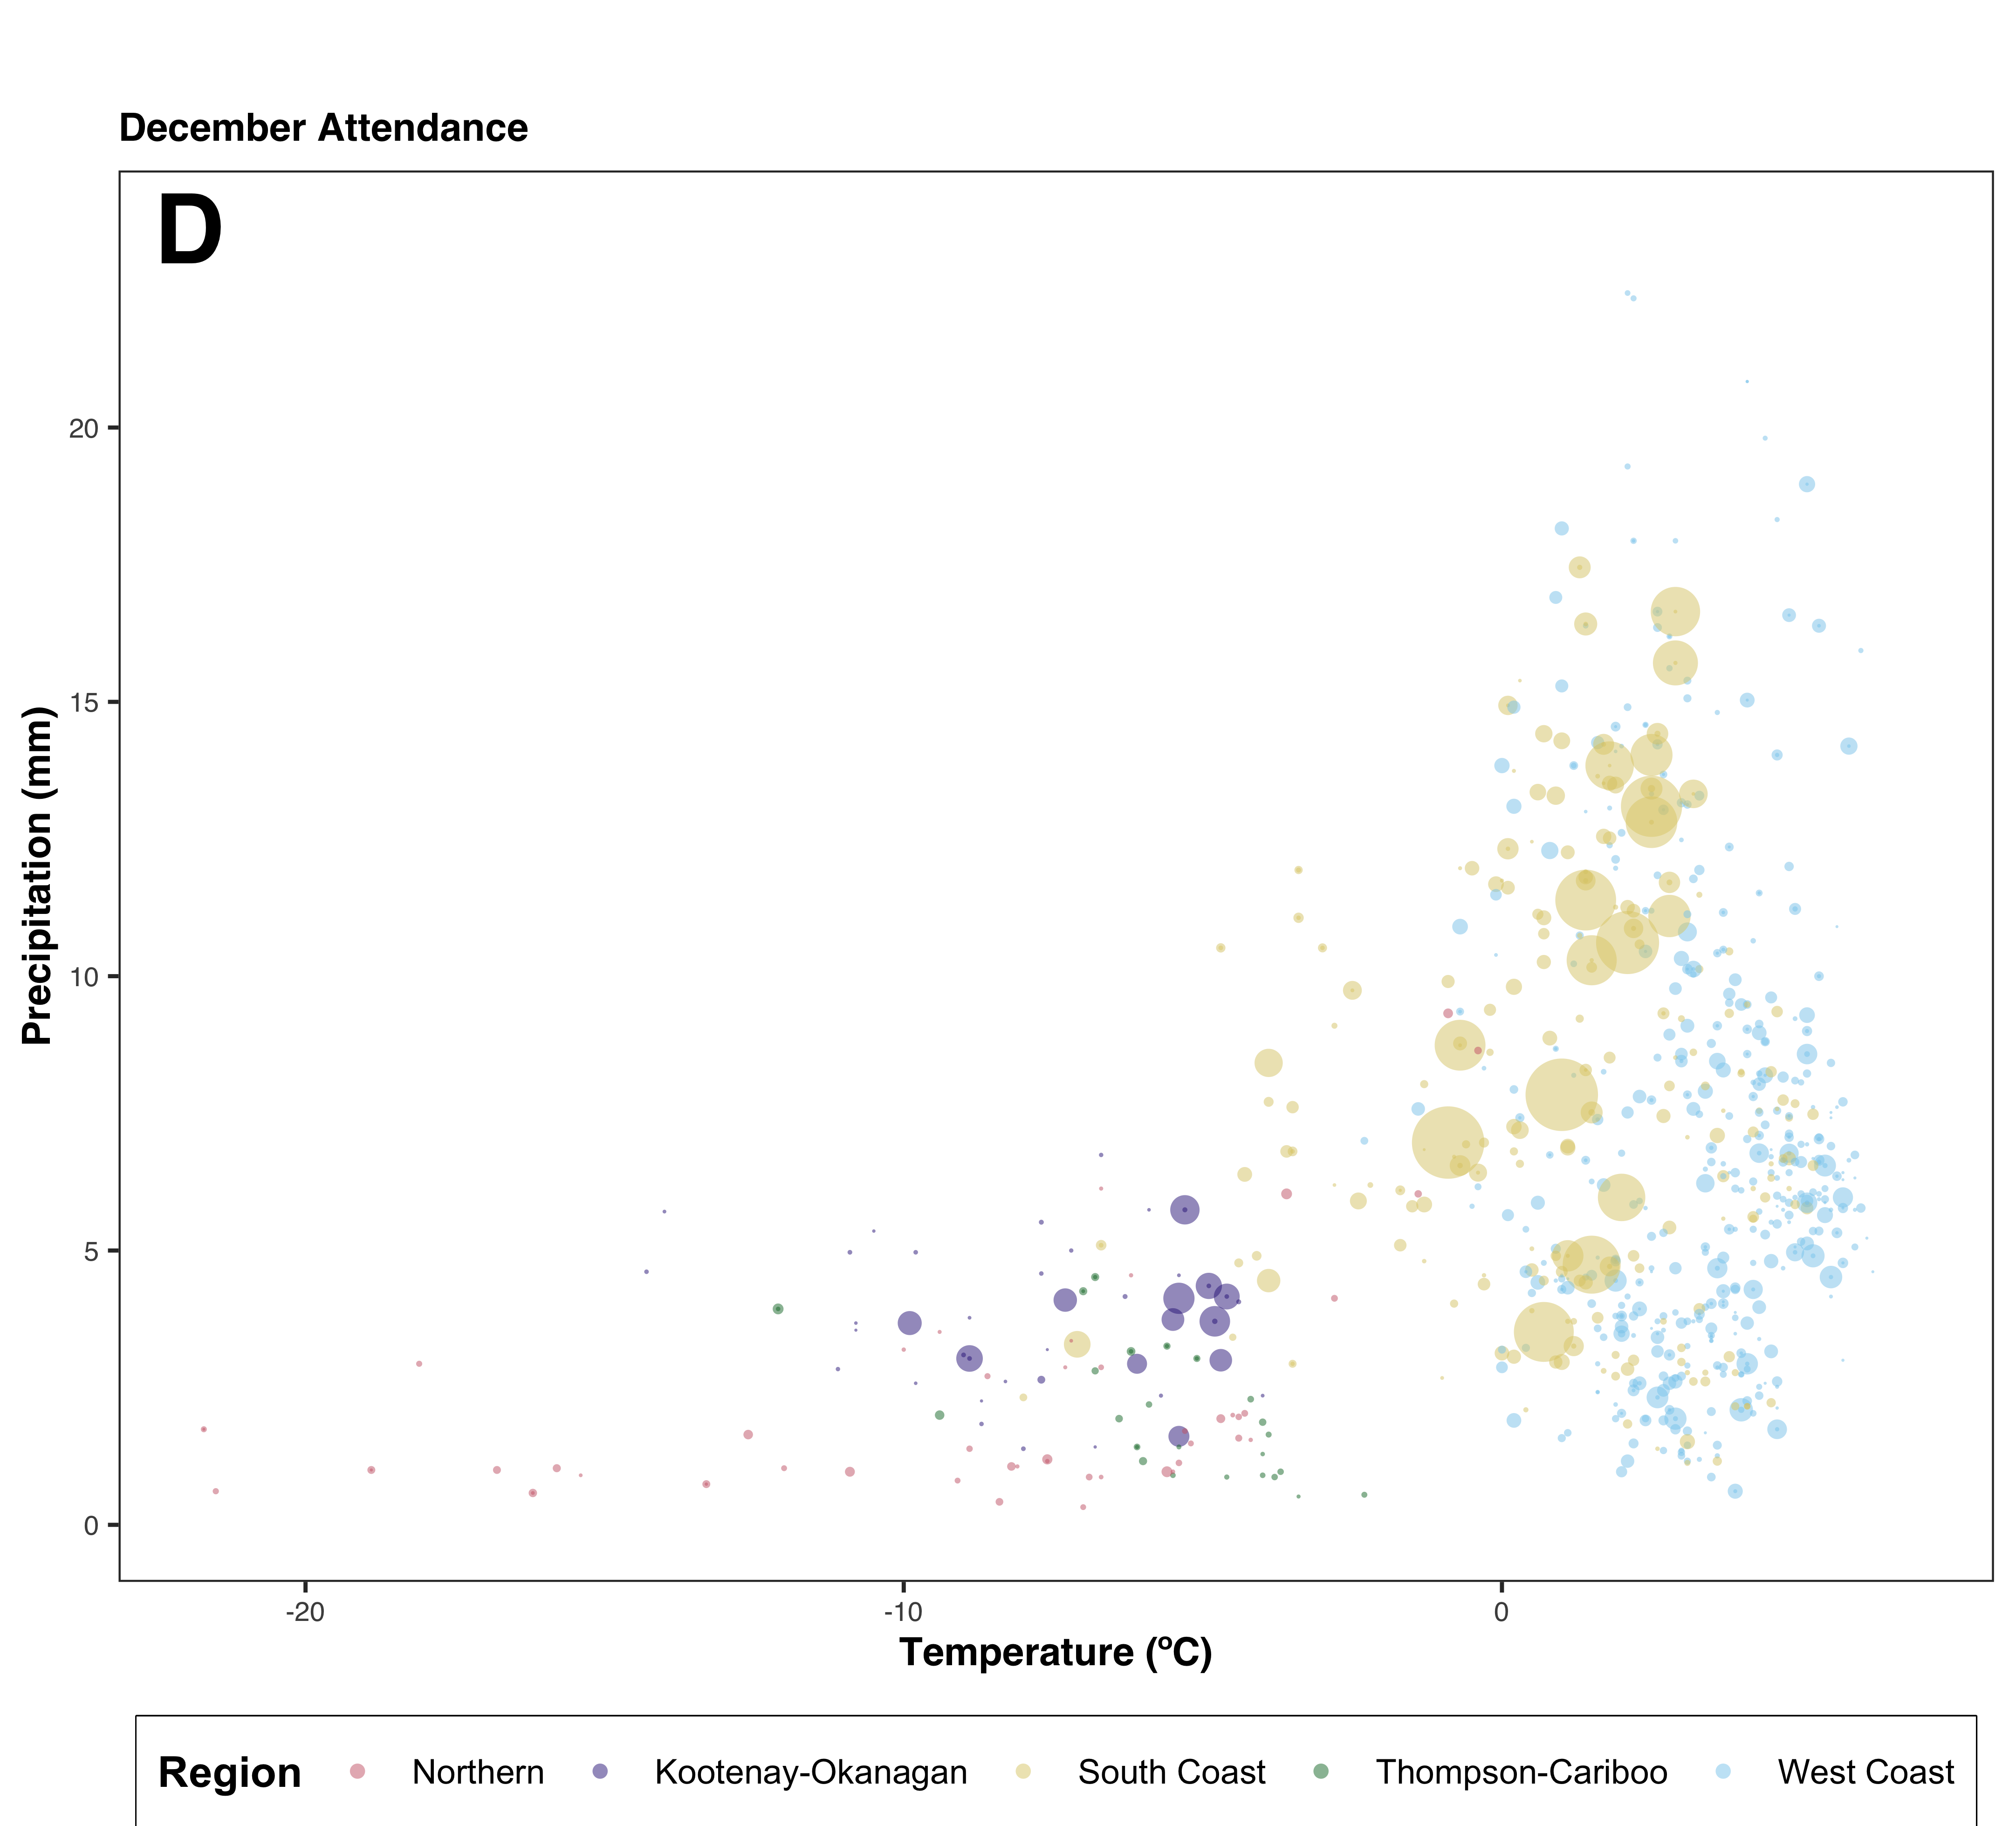 December Attendance
D
20
15
10
5
0
Precipitation (mm)
-20 -10 0
Temperature (ºC)
Region Northern Kootenay-Okanagan South Coast Thompson-Cariboo West Coast